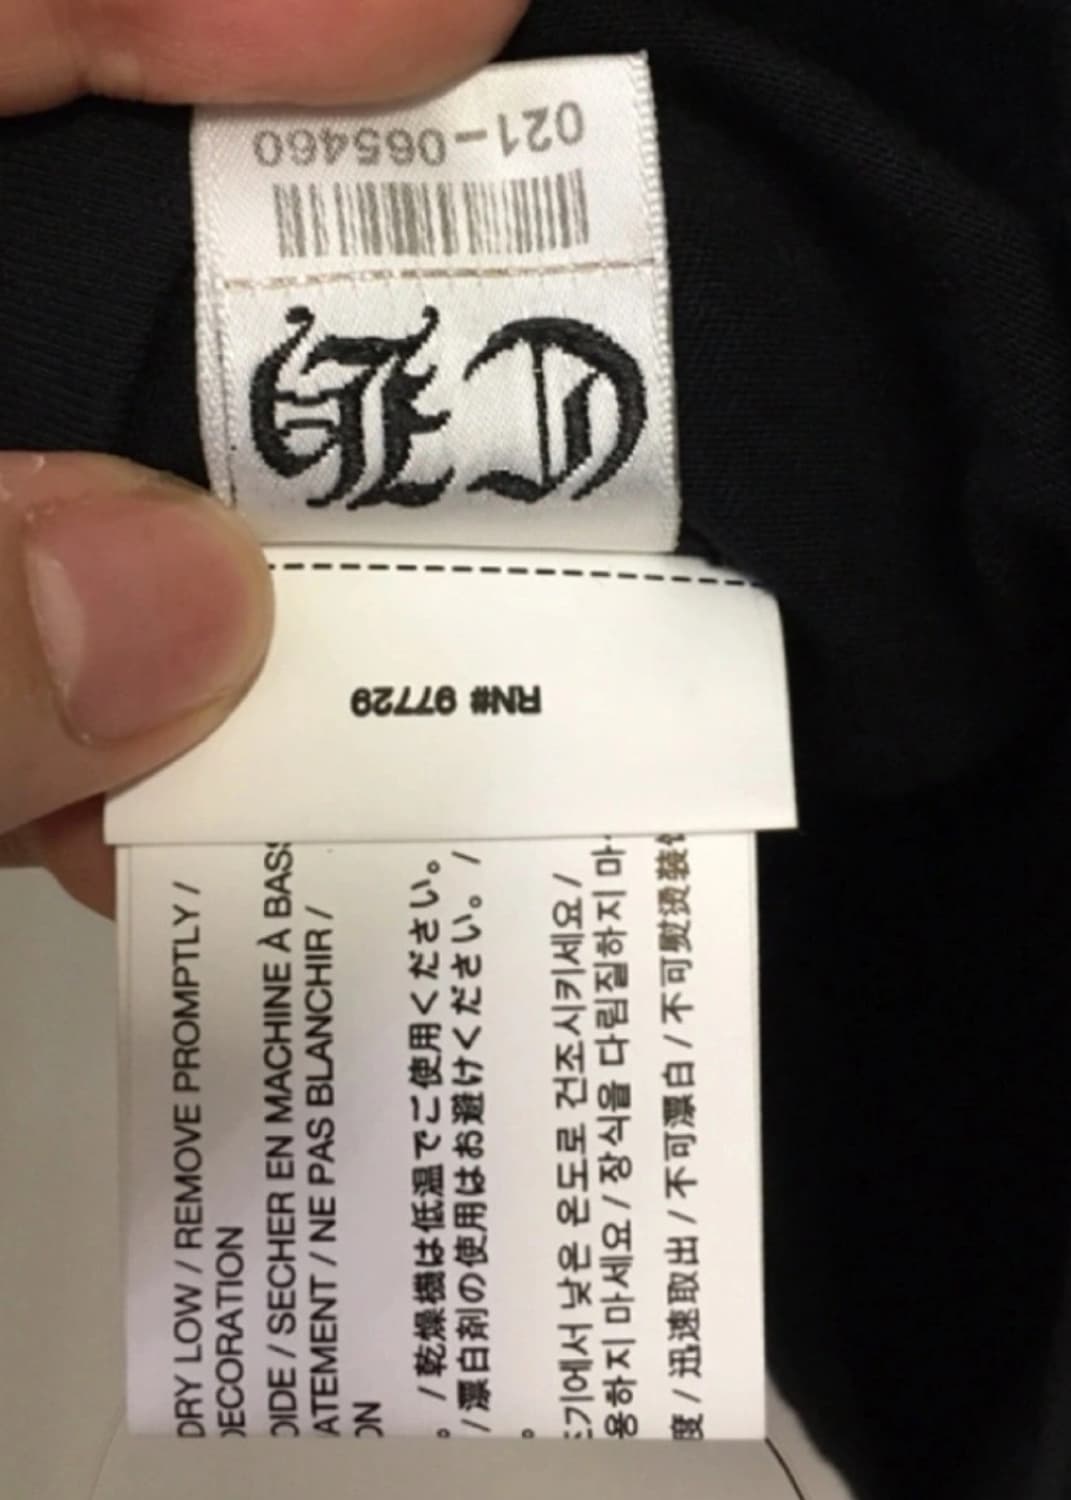 021-065460
CH
RN# 97729
DRY LOW / REMOVE PROMPTLY /
DECORATION
OIDE / SECHER EN MACHINE À BASS
ATEMENT / NE PAS BLANCHIR /
ON
。 / 乾燥機は低温でご使用ください。
/ 漂白剤の使用はお避けください。 /
。
조기에서 낮은 온도로 건조시키세요 /
용하지 마세요 / 장식을 다림질하지 마
度 / 迅速取出 / 不可漂白 / 不可熨烫装饰